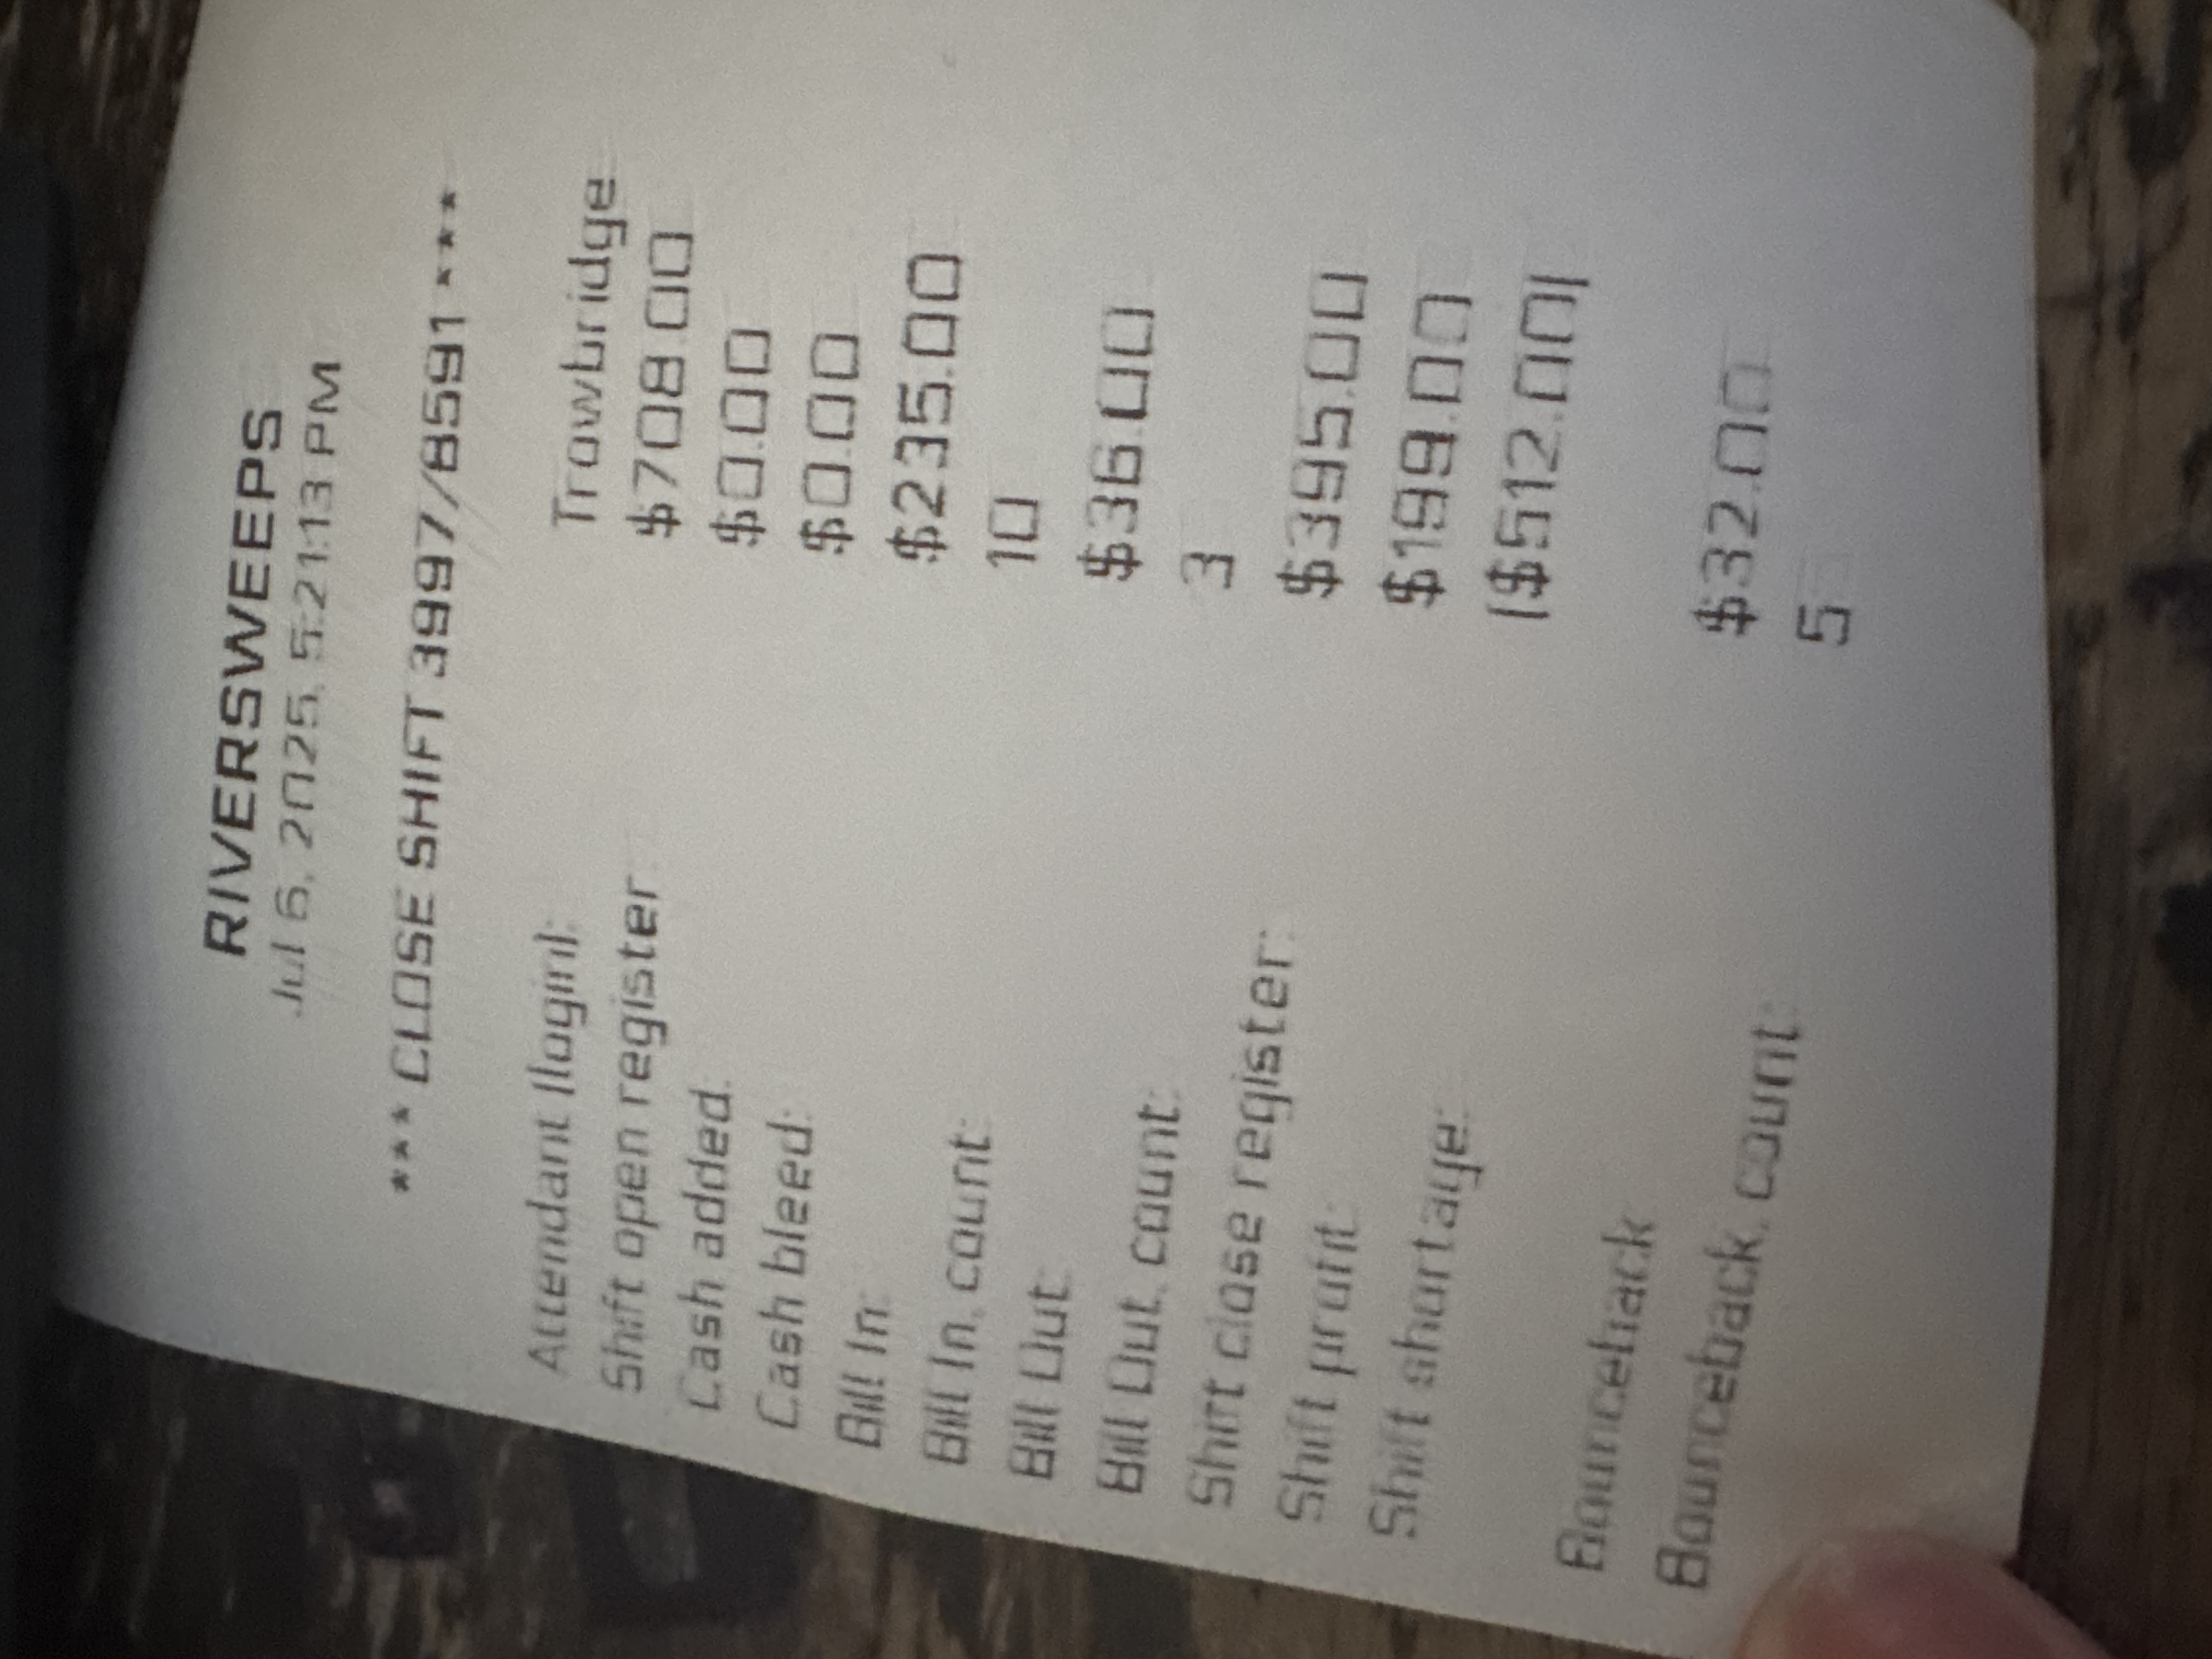 RIVERSWEEPS
Jul 6, 2025, 5:21:13 PM
*** CLOSE SHIFT 3997/8591 ***
Attendant (login): Trowbridge
Shift open register: $708.00
Cash added: $0.00
Cash bleed: $0.00
Bill In: $235.00
Bill In, count: 10
Bill Out: $36.00
Bill Out, count: 3
Shift close register: $395.00
Shift profit: $199.00
Shift shortage: ($512.00)
Bounceback $32.00
Bounceback, count: 5